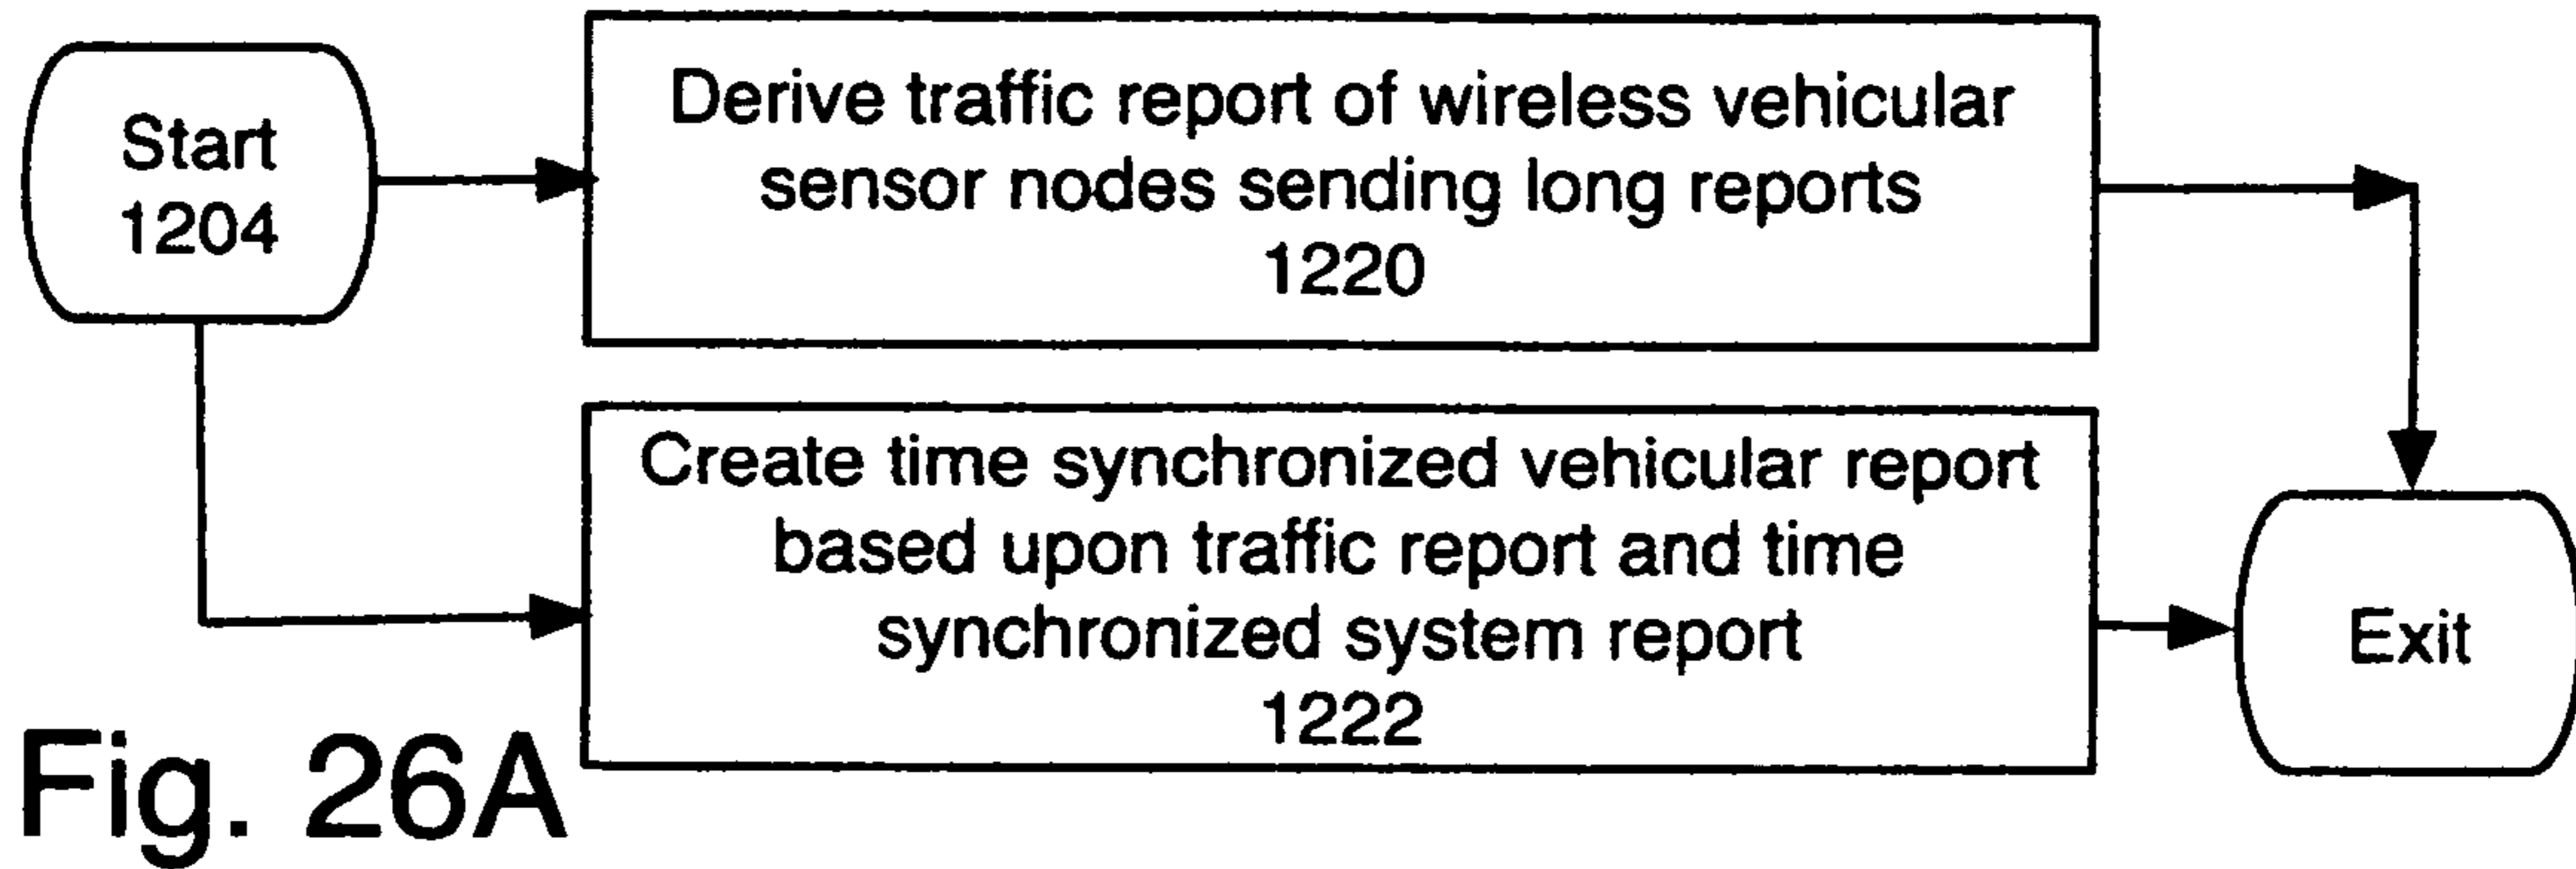 Start
1204
Derive traffic report of wireless vehicular
sensor nodes sending long reports
1220
Create time synchronized vehicular report
based upon traffic report and time
synchronized system report
1222
Exit
Fig. 26A